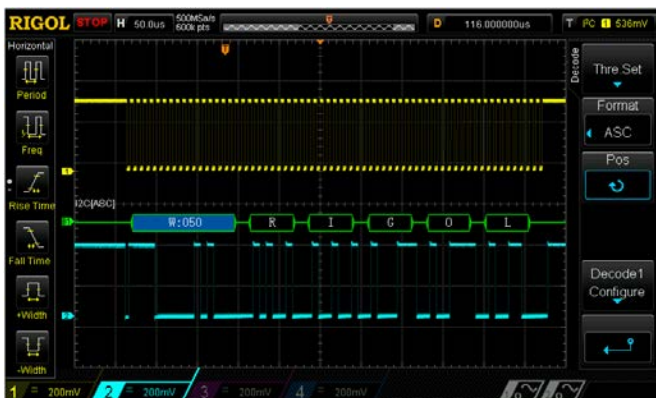 RIGOL STOP H 50.0us 500MSa/s 600k pts D 116.000000us T I²C 1 536mV
Horizontal
Period
Freq
Rise Time
Fall Time
+Width
-Width
I2C[ASC]
W:050 R I G O L
Decode
Thre Set
Format
ASC
Pos
Decode1
Configure
1 = 200mV 2 = 200mV 3 = 200mV 4 = 200mV